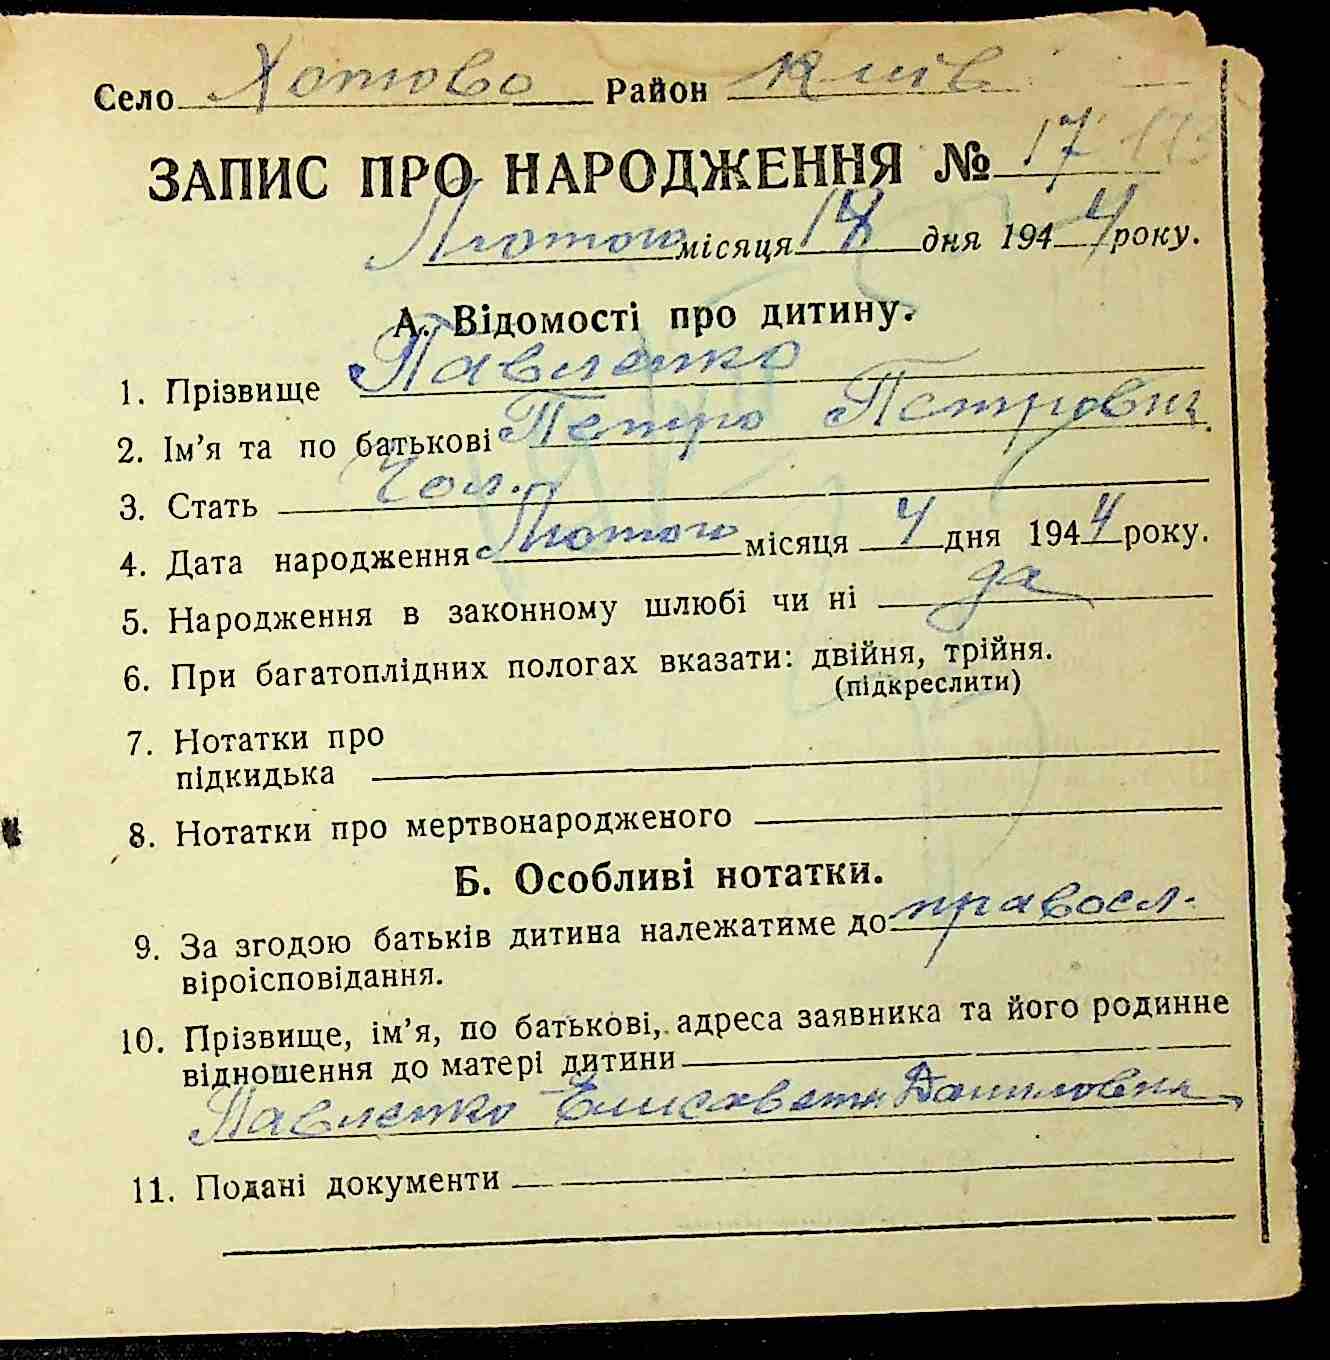 Село Хотово Район Київ
ЗАПИС ПРО НАРОДЖЕННЯ № 17
Лютого місяця 18 дня 1944 року.
А. Відомості про дитину.
1. Прізвище Павленко
2. Ім’я та по батькові Петро Петрович
3. Стать Чол.
4. Дата народження Лютого місяця 4 дня 1944 року.
5. Народження в законному шлюбі чи ні да
6. При багатоплідних пологах вказати: двійня, трійня.
(підкреслити)
7. Нотатки про
підкидька
8. Нотатки про мертвонародженого
Б. Особливі нотатки.
9. За згодою батьків дитина належатиме до правосл.
віроісповідання.
10. Прізвище, ім’я, по батькові, адреса заявника та його родинне
відношення до матері дитини
Павленко Елисавета Даниловна
11. Подані документи